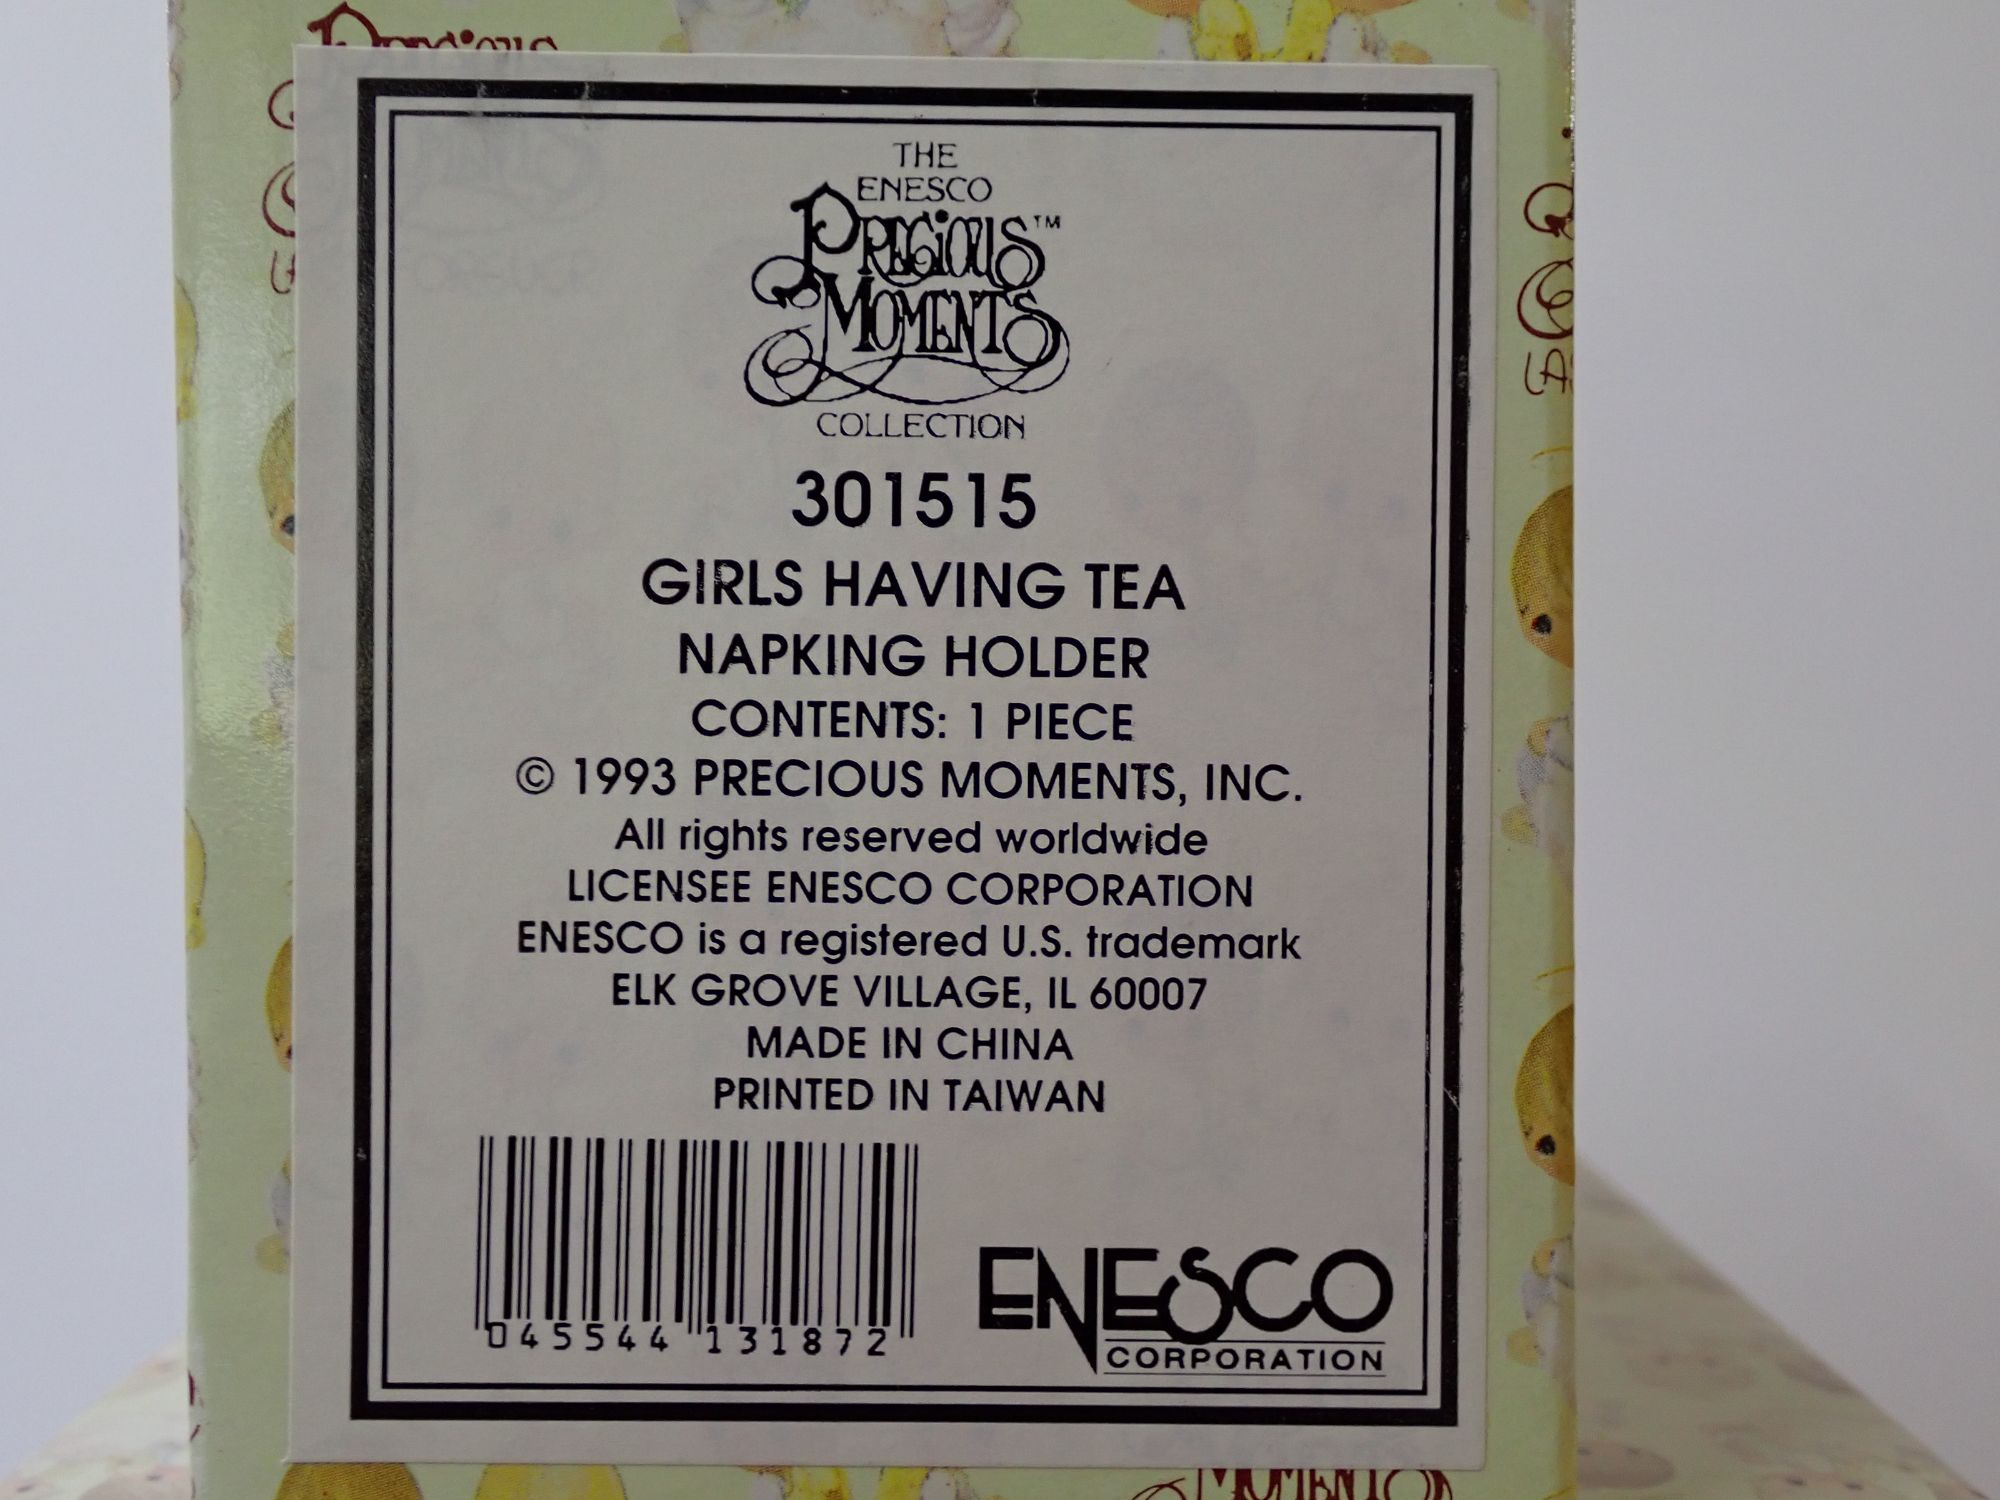 Precious
THE
ENESCO
PRECIOUS™
MOMENTS
COLLECTION
301515
GIRLS HAVING TEA
NAPKING HOLDER
CONTENTS: 1 PIECE
© 1993 PRECIOUS MOMENTS, INC.
All rights reserved worldwide
LICENSEE ENESCO CORPORATION
ENESCO is a registered U.S. trademark
ELK GROVE VILLAGE, IL 60007
MADE IN CHINA
PRINTED IN TAIWAN
045544 131872
ENESCO
CORPORATION
MOMENTS